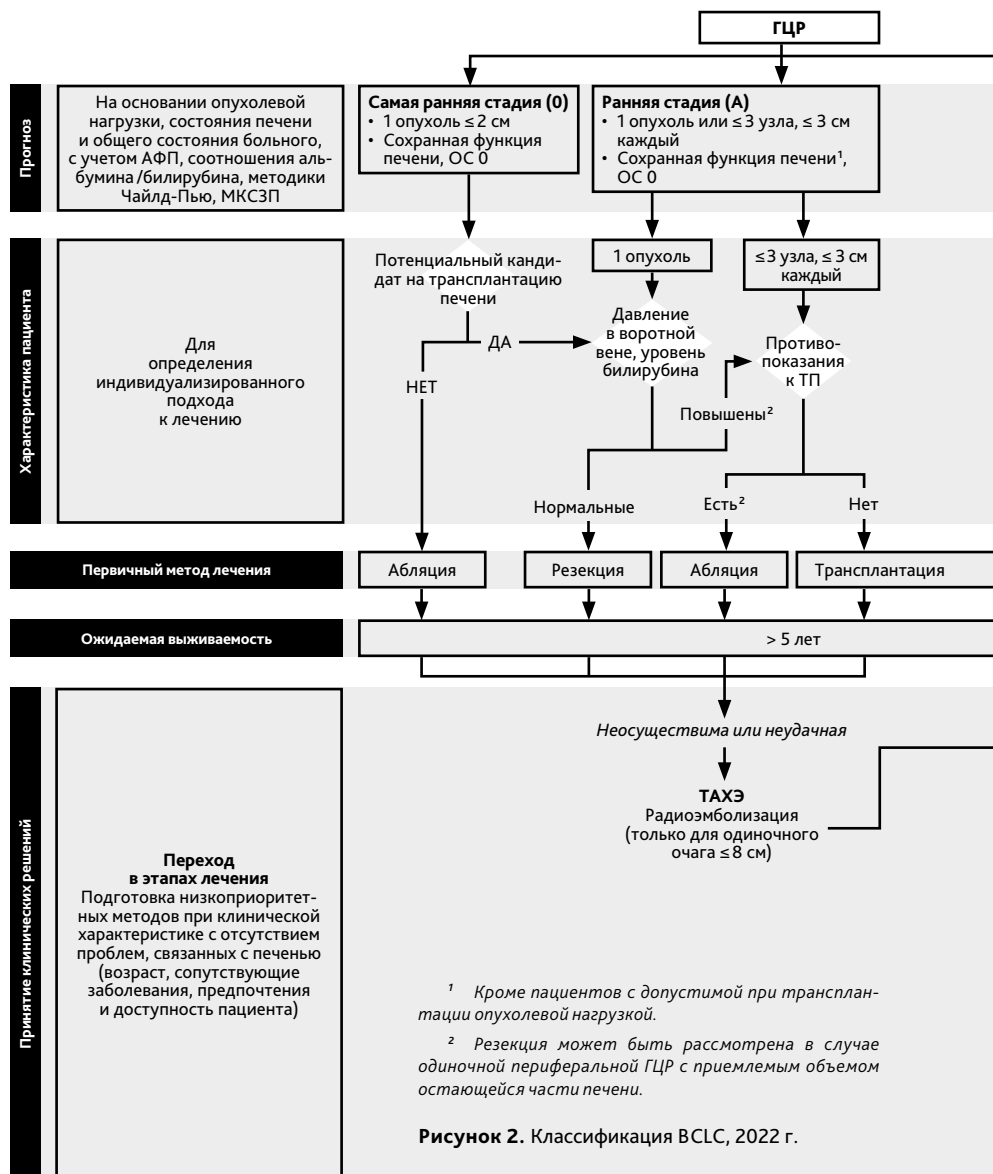 ГЦР
Прогноз
На основании опухолевой
нагрузки, состояния печени
и общего состояния больного,
с учетом АФП, соотношения аль-
бумина/билирубина, методики
Чайлд-Пью, МКСЗП
Самая ранняя стадия (0)
• 1 опухоль ≤ 2 см
• Сохранная функция
печени, ОС 0
Ранняя стадия (А)
• 1 опухоль или ≤ 3 узла, ≤ 3 см
каждый
• Сохранная функция печени¹,
ОС 0
Характеристика пациента
Для
определения
индивидуализированного
подхода
к лечению
Потенциальный канди-
дат на трансплантацию
печени
ДА
НЕТ
1 опухоль
Давление
в воротной
вене, уровень
билирубина
≤ 3 узла, ≤ 3 см
каждый
Противо-
показания
к ТП
Повышены²
Нормальные
Есть²
Нет
Первичный метод лечения
Абляция
Резекция
Абляция
Трансплантация
Ожидаемая выживаемость
> 5 лет
Принятие клинических решений
Переход
в этапах лечения
Подготовка низкоприоритет-
ных методов при клинической
характеристике с отсутствием
проблем, связанных с печенью
(возраст, сопутствующие
заболевания, предпочтения
и доступность пациента)
Неосуществима или неудачная
ТАХЭ
Радиоэмболизация
(только для одиночного
очага ≤ 8 см)
¹ Кроме пациентов с допустимой при трансплан-
тации опухолевой нагрузкой.
² Резекция может быть рассмотрена в случае
одиночной периферальной ГЦР с приемлемым объемом
остающейся части печени.
Рисунок 2. Классификация BCLC, 2022 г.